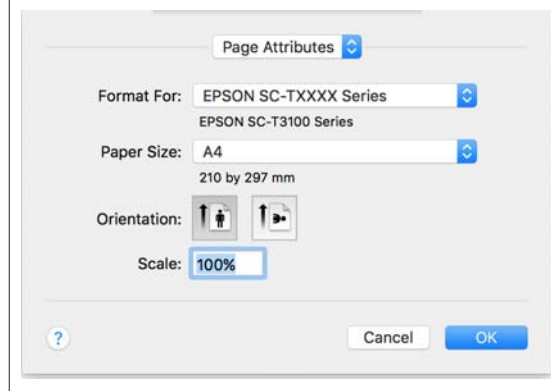 Page Attributes
Format For: EPSON SC-TXXXX Series
EPSON SC-T3100 Series
Paper Size: A4
210 by 297 mm
Orientation:
Scale: 100%
? Cancel OK